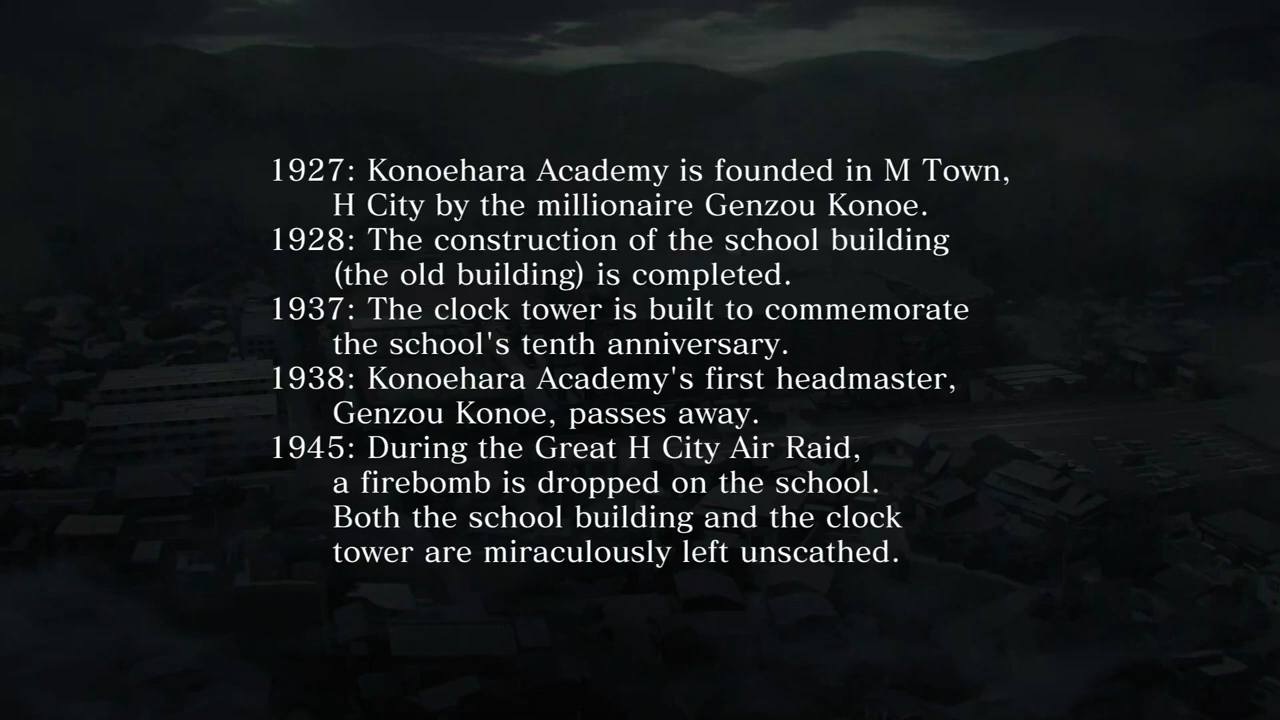 1927: Konoehara Academy is founded in M Town,
H City by the millionaire Genzou Konoe.
1928: The construction of the school building
(the old building) is completed.
1937: The clock tower is built to commemorate
the school's tenth anniversary.
1938: Konoehara Academy's first headmaster,
Genzou Konoe, passes away.
1945: During the Great H City Air Raid,
a firebomb is dropped on the school.
Both the school building and the clock
tower are miraculously left unscathed.